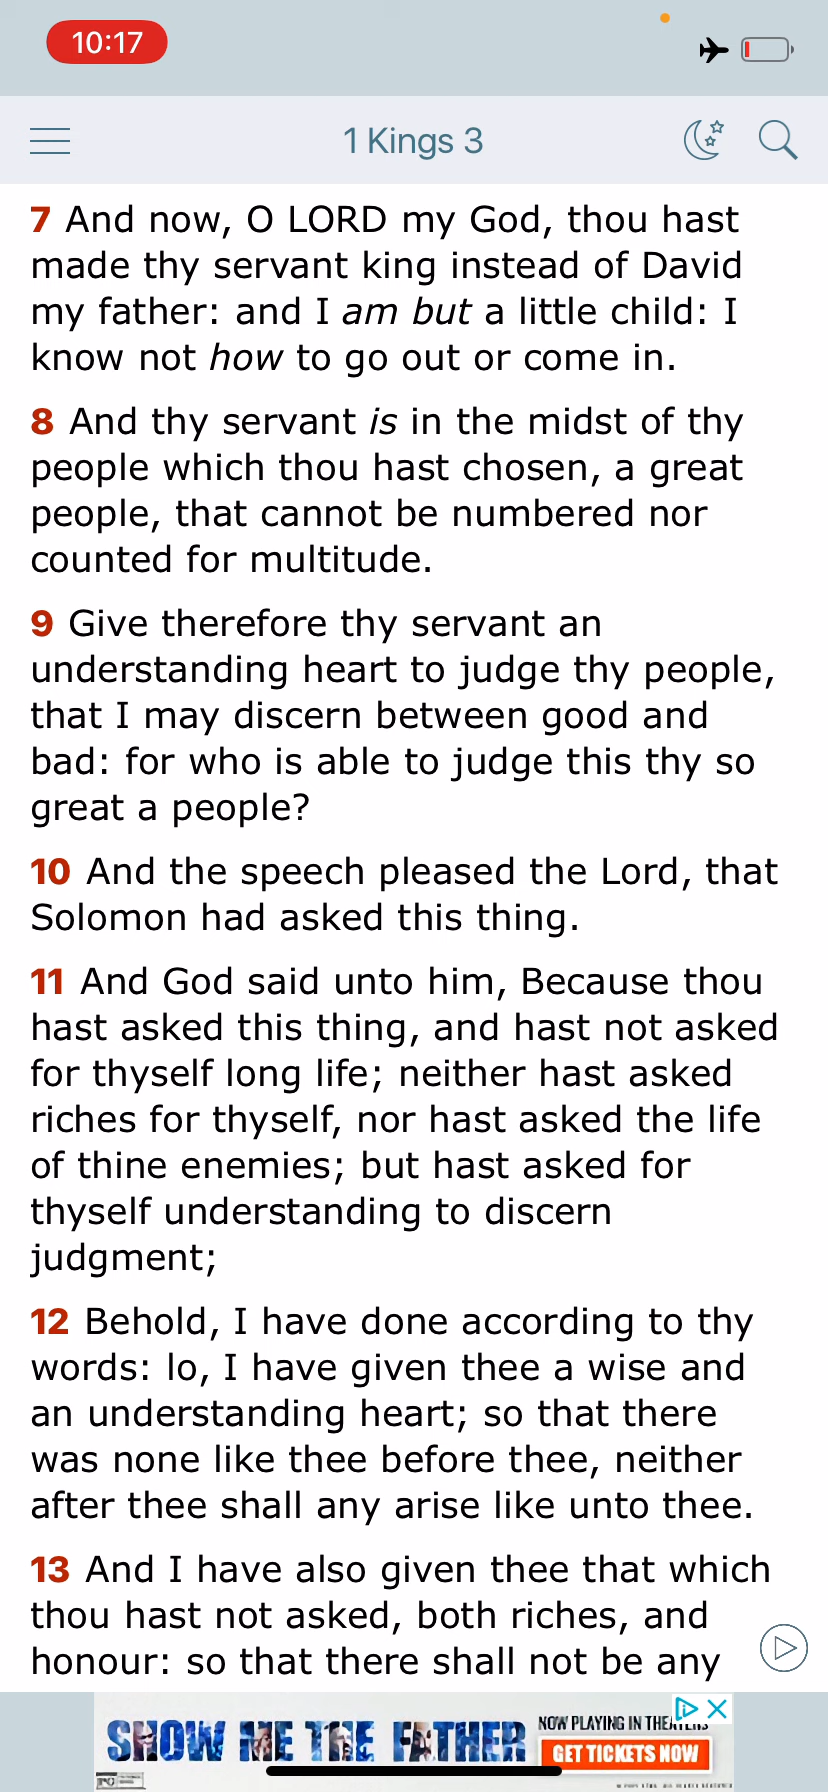 10:17
1 Kings 3
7 And now, O LORD my God, thou hast
made thy servant king instead of David
my father: and I am but a little child: I
know not how to go out or come in.
8 And thy servant is in the midst of thy
people which thou hast chosen, a great
people, that cannot be numbered nor
counted for multitude.
9 Give therefore thy servant an
understanding heart to judge thy people,
that I may discern between good and
bad: for who is able to judge this thy so
great a people?
10 And the speech pleased the Lord, that
Solomon had asked this thing.
11 And God said unto him, Because thou
hast asked this thing, and hast not asked
for thyself long life; neither hast asked
riches for thyself, nor hast asked the life
of thine enemies; but hast asked for
thyself understanding to discern
judgment;
12 Behold, I have done according to thy
words: lo, I have given thee a wise and
an understanding heart; so that there
was none like thee before thee, neither
after thee shall any arise like unto thee.
13 And I have also given thee that which
thou hast not asked, both riches, and
honour: so that there shall not be any
SHOW ME THE FATHER
NOW PLAYING IN THEATERS
GET TICKETS NOW
PG